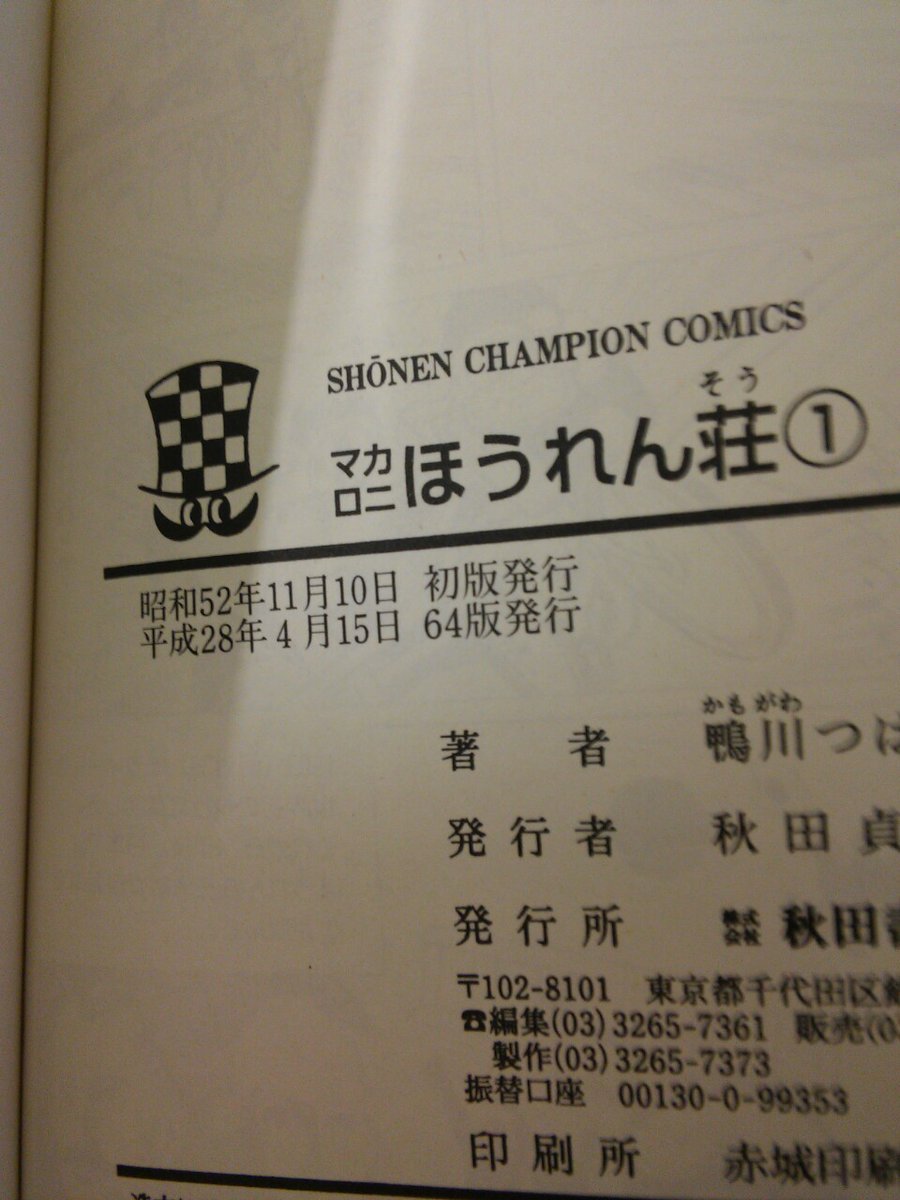 SHŌNEN CHAMPION COMICS
そう
マカロニほうれん荘①
昭和52年11月10日 初版発行
平成28年4月15日 64版発行
かもがわ
著者 鴨川つ
発行者 秋田貞
発行所 株式会社 秋田
〒102-8101 東京都千代田区
☎編集(03)3265-7361 販売(0
製作(03)3265-7373
振替口座 00130-0-99353
印刷所 赤城印刷